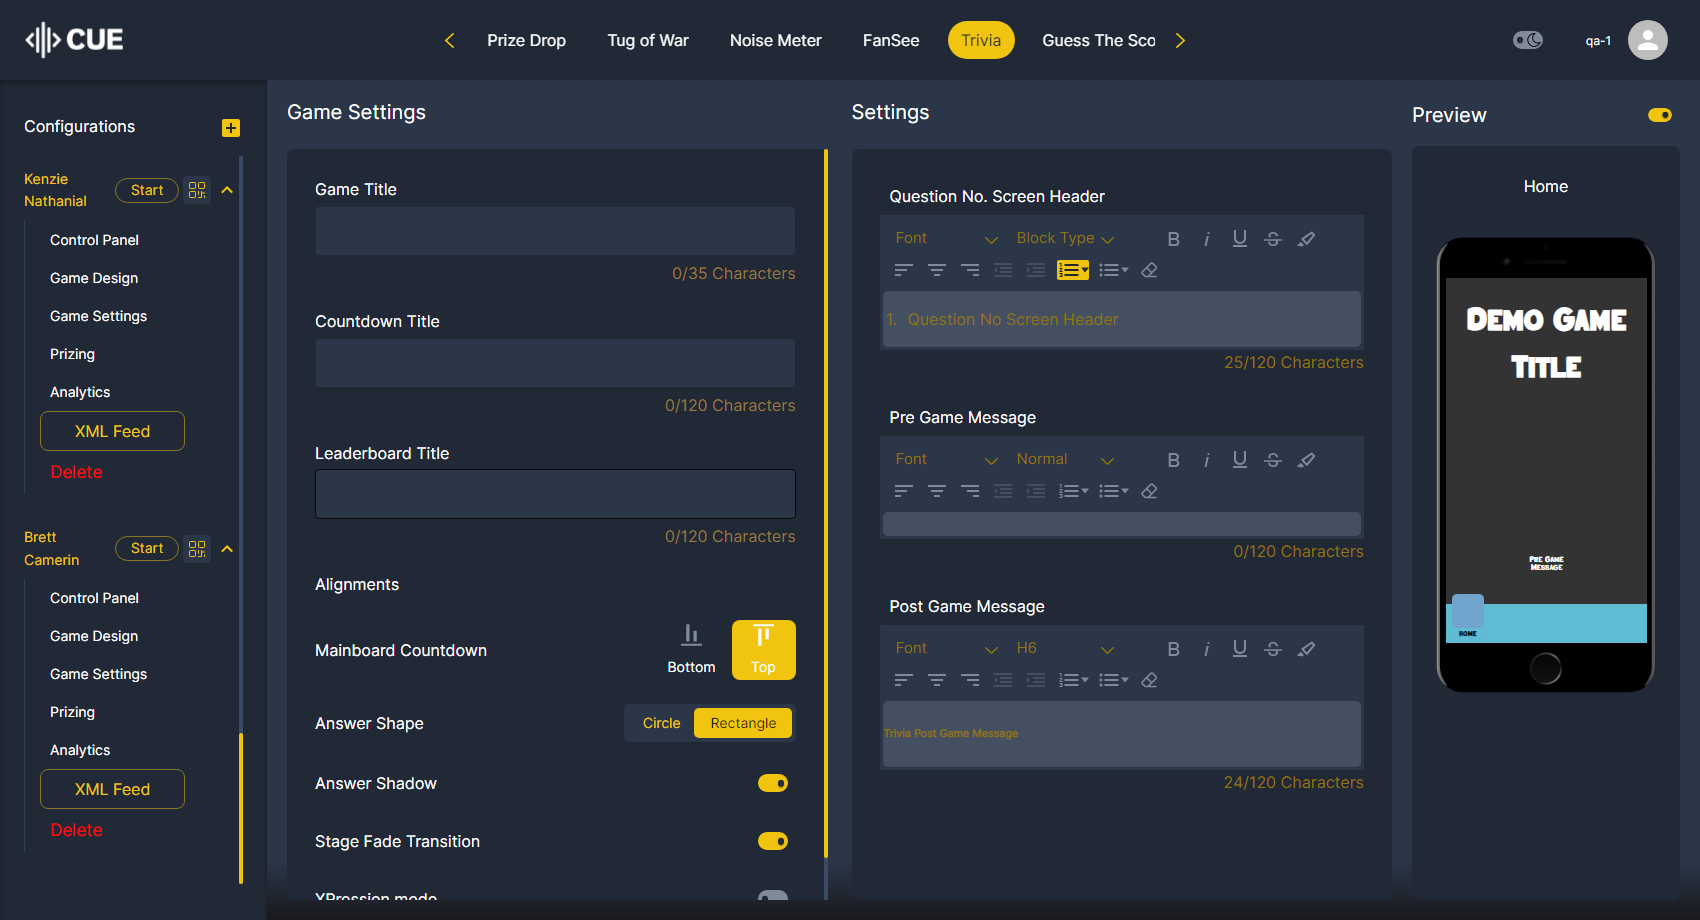 CUE
Prize Drop
Tug of War
Noise Meter
FanSee
Trivia
Guess The Sco
qa-1
Configurations
Kenzie
Nathanial
Start
Control Panel
Game Design
Game Settings
Prizing
Analytics
XML Feed
Delete
Brett
Camerin
Start
Control Panel
Game Design
Game Settings
Prizing
Analytics
XML Feed
Delete
Game Settings
Game Title
0/35 Characters
Countdown Title
0/120 Characters
Leaderboard Title
0/120 Characters
Alignments
Mainboard Countdown
Bottom
Top
Answer Shape
Circle
Rectangle
Answer Shadow
Stage Fade Transition
XPression mode
Settings
Question No. Screen Header
Font
Block Type
B i U S
1. Question No Screen Header
25/120 Characters
Pre Game Message
Font
Normal
B i U S
0/120 Characters
Post Game Message
Font
H6
B i U S
Trivia Post Game Message
24/120 Characters
Preview
Home
Demo Game
Title
Pre Game
Message
HOME